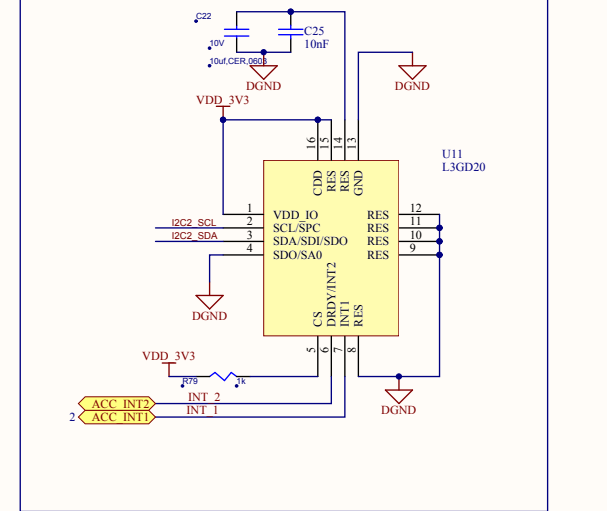 C22
C25
10V
10nF
10uf,CER,0603
DGND
DGND
VDD_3V3
16
15
14
13
U11
L3GD20
CDD
RES
RES
GND
1
VDD_IO
RES
12
I2C2_SCL
2
SCL/SPC
RES
11
I2C2_SDA
3
SDA/SDI/SDO
RES
10
4
SDO/SA0
RES
9
DGND
CS
DRDY/INT2
INT1
RES
5
6
7
8
VDD_3V3
R79
1k
DGND
ACC_INT2
INT_2
2
ACC_INT1
INT_1